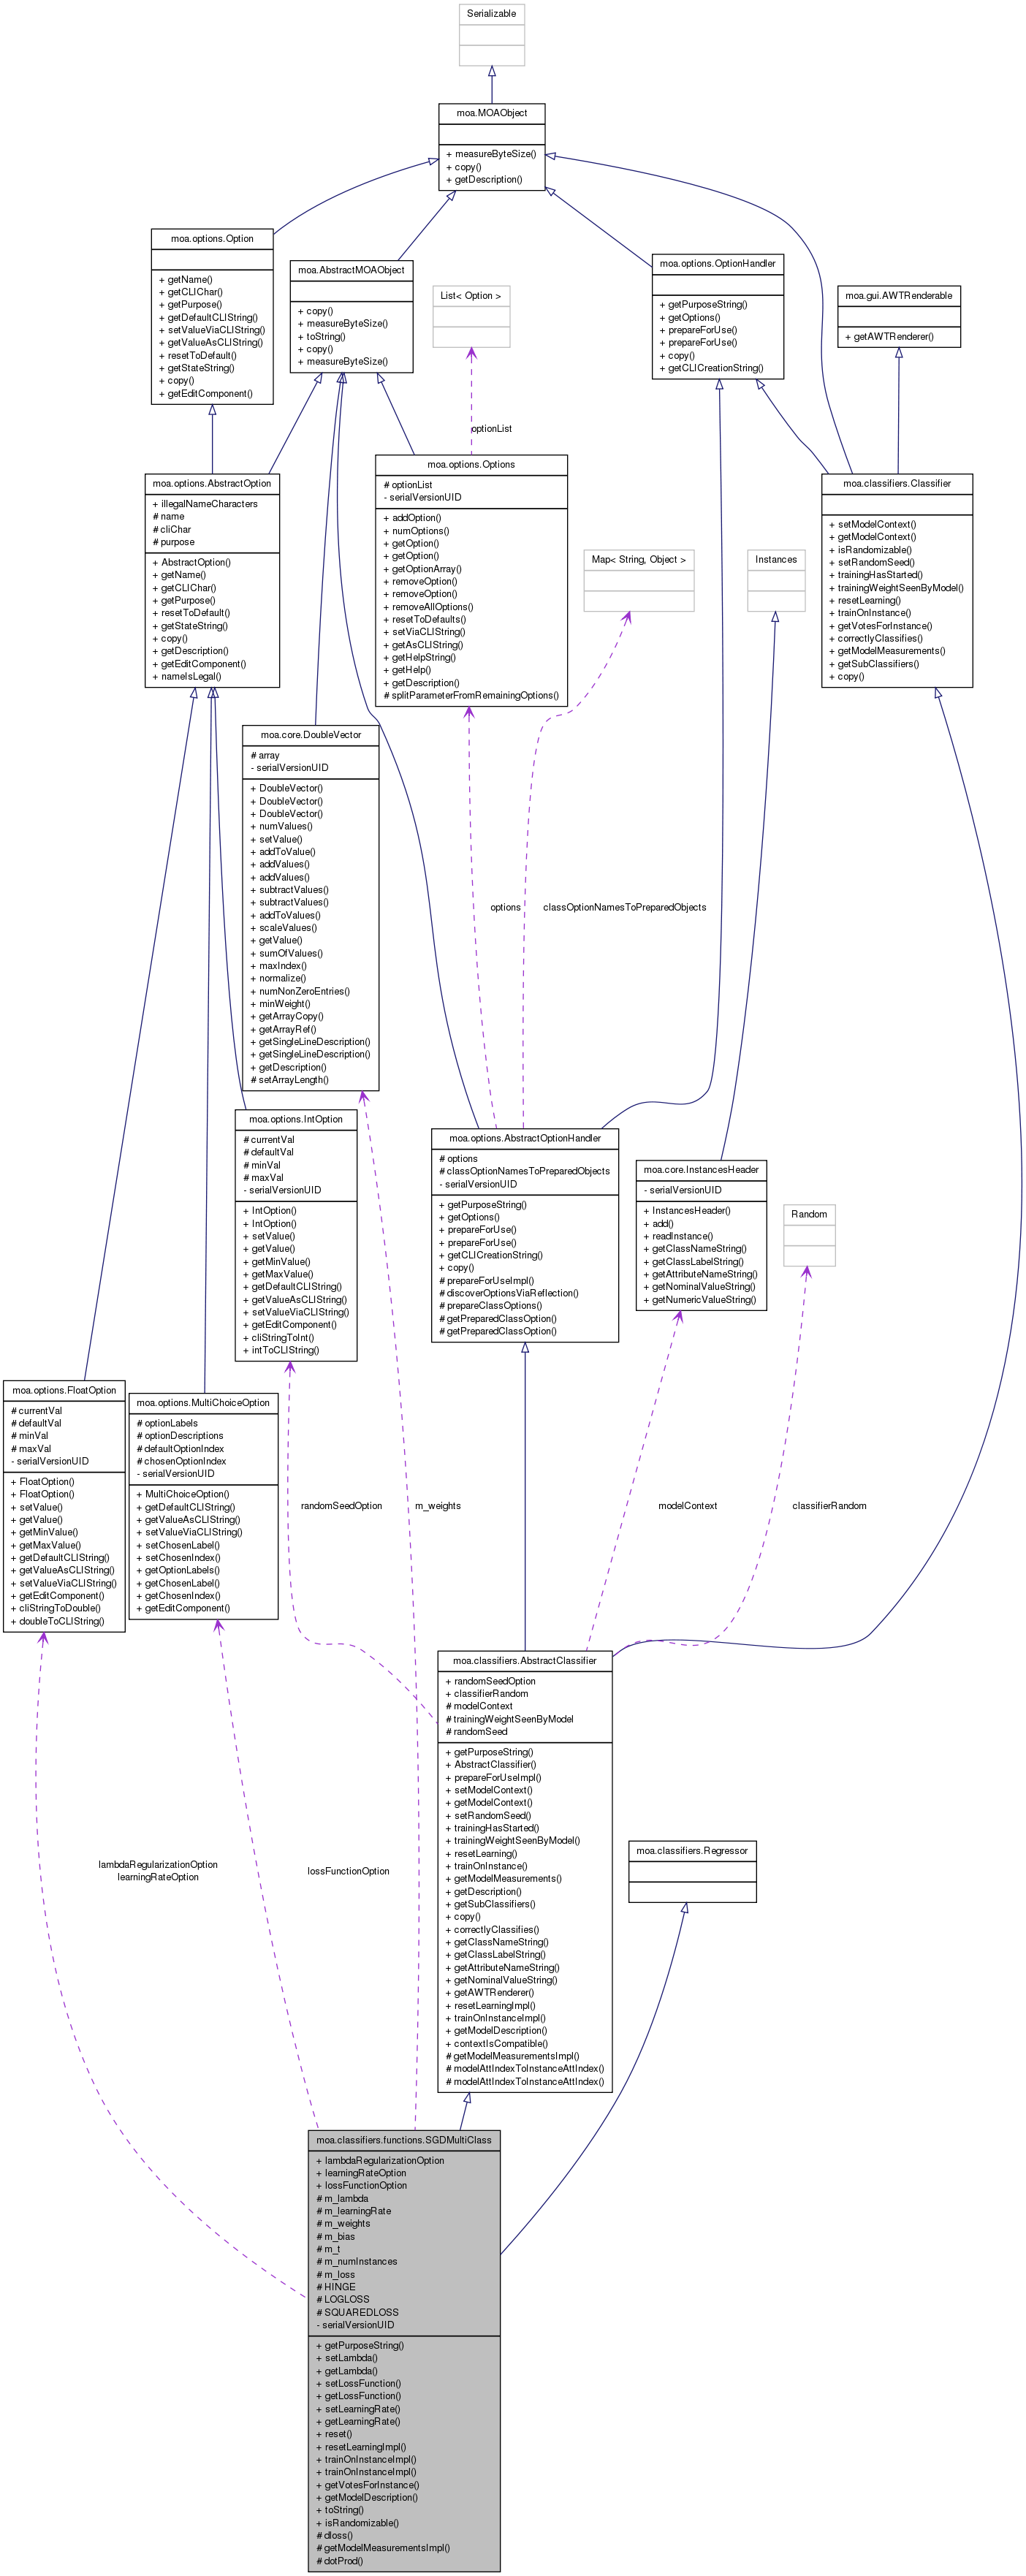 Serializable
moa.MOAObject
+ measureByteSize()
+ copy()
+ getDescription()
moa.options.Option
+ getName()
+ getCLIChar()
+ getPurpose()
+ getDefaultCLIString()
+ setValueViaCLIString()
+ getValueAsCLIString()
+ resetToDefault()
+ getStateString()
+ copy()
+ getEditComponent()
moa.AbstractMOAObject
+ copy()
+ measureByteSize()
+ toString()
+ copy()
+ measureByteSize()
List< Option >
moa.options.OptionHandler
+ getPurposeString()
+ getOptions()
+ prepareForUse()
+ prepareForUse()
+ copy()
+ getCLICreationString()
moa.gui.AWTRenderable
+ getAWTRenderer()
optionList
moa.options.AbstractOption
+ illegalNameCharacters
# name
# cliChar
# purpose
+ AbstractOption()
+ getName()
+ getCLIChar()
+ getPurpose()
+ resetToDefault()
+ getStateString()
+ copy()
+ getDescription()
+ getEditComponent()
+ nameIsLegal()
moa.options.Options
# optionList
- serialVersionUID
+ addOption()
+ numOptions()
+ getOption()
+ getOption()
+ getOptionArray()
+ removeOption()
+ removeOption()
+ removeAllOptions()
+ resetToDefaults()
+ setViaCLIString()
+ getAsCLIString()
+ getHelpString()
+ getHelp()
+ getDescription()
# splitParameterFromRemainingOptions()
Map< String, Object >
Instances
moa.classifiers.Classifier
+ setModelContext()
+ getModelContext()
+ isRandomizable()
+ setRandomSeed()
+ trainingHasStarted()
+ trainingWeightSeenByModel()
+ resetLearning()
+ trainOnInstance()
+ getVotesForInstance()
+ correctlyClassifies()
+ getModelMeasurements()
+ getSubClassifiers()
+ copy()
moa.core.DoubleVector
# array
- serialVersionUID
+ DoubleVector()
+ DoubleVector()
+ DoubleVector()
+ numValues()
+ setValue()
+ addToValue()
+ addValues()
+ addValues()
+ subtractValues()
+ subtractValues()
+ addToValues()
+ scaleValues()
+ getValue()
+ sumOfValues()
+ maxIndex()
+ normalize()
+ numNonZeroEntries()
+ minWeight()
+ getArrayCopy()
+ getArrayRef()
+ getSingleLineDescription()
+ getSingleLineDescription()
+ getDescription()
# setArrayLength()
options
classOptionNamesToPreparedObjects
moa.options.IntOption
# currentVal
# defaultVal
# minVal
# maxVal
- serialVersionUID
+ IntOption()
+ IntOption()
+ setValue()
+ getValue()
+ getMinValue()
+ getMaxValue()
+ getDefaultCLIString()
+ getValueAsCLIString()
+ setValueViaCLIString()
+ getEditComponent()
+ cliStringToInt()
+ intToCLIString()
moa.options.AbstractOptionHandler
# options
# classOptionNamesToPreparedObjects
- serialVersionUID
+ getPurposeString()
+ getOptions()
+ prepareForUse()
+ prepareForUse()
+ getCLICreationString()
+ copy()
# prepareForUseImpl()
# discoverOptionsViaReflection()
# prepareClassOptions()
# getPreparedClassOption()
# getPreparedClassOption()
moa.core.InstancesHeader
- serialVersionUID
+ InstancesHeader()
+ add()
+ readInstance()
+ getClassNameString()
+ getClassLabelString()
+ getAttributeNameString()
+ getNominalValueString()
+ getNumericValueString()
Random
moa.options.FloatOption
# currentVal
# defaultVal
# minVal
# maxVal
- serialVersionUID
+ FloatOption()
+ FloatOption()
+ setValue()
+ getValue()
+ getMinValue()
+ getMaxValue()
+ getDefaultCLIString()
+ getValueAsCLIString()
+ setValueViaCLIString()
+ getEditComponent()
+ cliStringToDouble()
+ doubleToCLIString()
moa.options.MultiChoiceOption
# optionLabels
# optionDescriptions
# defaultOptionIndex
# chosenOptionIndex
- serialVersionUID
+ MultiChoiceOption()
+ getDefaultCLIString()
+ getValueAsCLIString()
+ setValueViaCLIString()
+ setChosenLabel()
+ setChosenIndex()
+ getOptionLabels()
+ getChosenLabel()
+ getChosenIndex()
+ getEditComponent()
randomSeedOption
m_weights
modelContext
classifierRandom
moa.classifiers.AbstractClassifier
+ randomSeedOption
+ classifierRandom
# modelContext
# trainingWeightSeenByModel
# randomSeed
+ getPurposeString()
+ AbstractClassifier()
+ prepareForUseImpl()
+ setModelContext()
+ getModelContext()
+ setRandomSeed()
+ trainingHasStarted()
+ trainingWeightSeenByModel()
+ resetLearning()
+ trainOnInstance()
+ getModelMeasurements()
+ getDescription()
+ getSubClassifiers()
+ copy()
+ correctlyClassifies()
+ getClassNameString()
+ getClassLabelString()
+ getAttributeNameString()
+ getNominalValueString()
+ getAWTRenderer()
+ resetLearningImpl()
+ trainOnInstanceImpl()
+ getModelDescription()
+ contextIsCompatible()
# getModelMeasurementsImpl()
# modelAttIndexToInstanceAttIndex()
# modelAttIndexToInstanceAttIndex()
moa.classifiers.Regressor
lambdaRegularizationOption
learningRateOption
lossFunctionOption
moa.classifiers.functions.SGDMultiClass
+ lambdaRegularizationOption
+ learningRateOption
+ lossFunctionOption
# m_lambda
# m_learningRate
# m_weights
# m_bias
# m_t
# m_numInstances
# m_loss
# HINGE
# LOGLOSS
# SQUAREDLOSS
- serialVersionUID
+ getPurposeString()
+ setLambda()
+ getLambda()
+ setLossFunction()
+ getLossFunction()
+ setLearningRate()
+ getLearningRate()
+ reset()
+ resetLearningImpl()
+ trainOnInstanceImpl()
+ trainOnInstanceImpl()
+ getVotesForInstance()
+ getModelDescription()
+ toString()
+ isRandomizable()
# dloss()
# getModelMeasurementsImpl()
# dotProd()